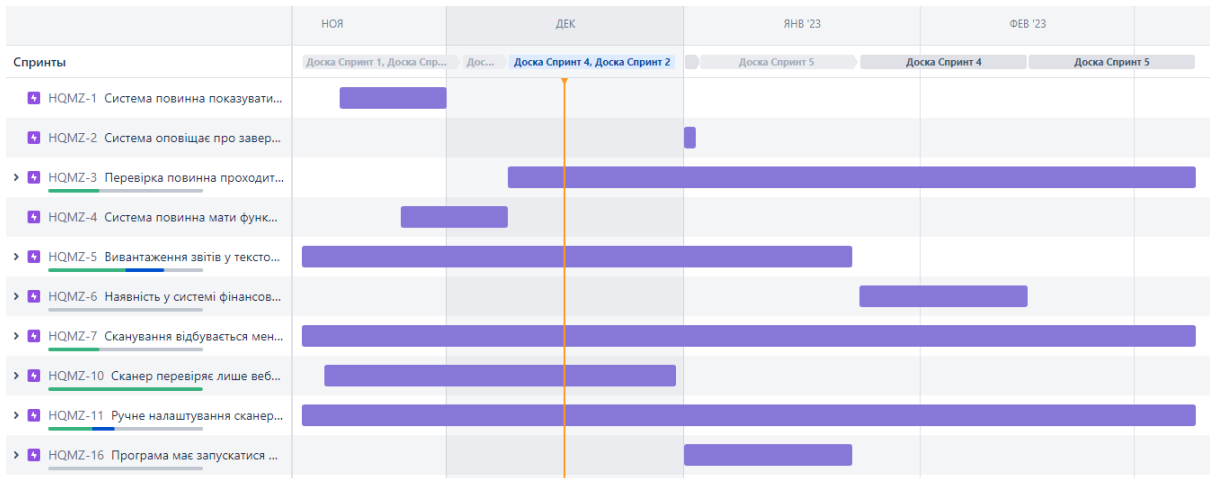 НОЯ ДЕК ЯНВ '23 ФЕВ '23
Спринты Доска Спринт 1, Доска Спр... Дос... Доска Спринт 4, Доска Спринт 2 Доска Спринт 5 Доска Спринт 4 Доска Спринт 5
HQMZ-1 Система повинна показувати...
HQMZ-2 Система оповіщає про завер...
HQMZ-3 Перевірка повинна проходит...
HQMZ-4 Система повинна мати функ...
HQMZ-5 Вивантаження звітів у тексто...
HQMZ-6 Наявність у системі фінансов...
HQMZ-7 Сканування відбувається мен...
HQMZ-10 Сканер перевіряє лише веб...
HQMZ-11 Ручне налаштування сканер...
HQMZ-16 Програма має запускатися ...